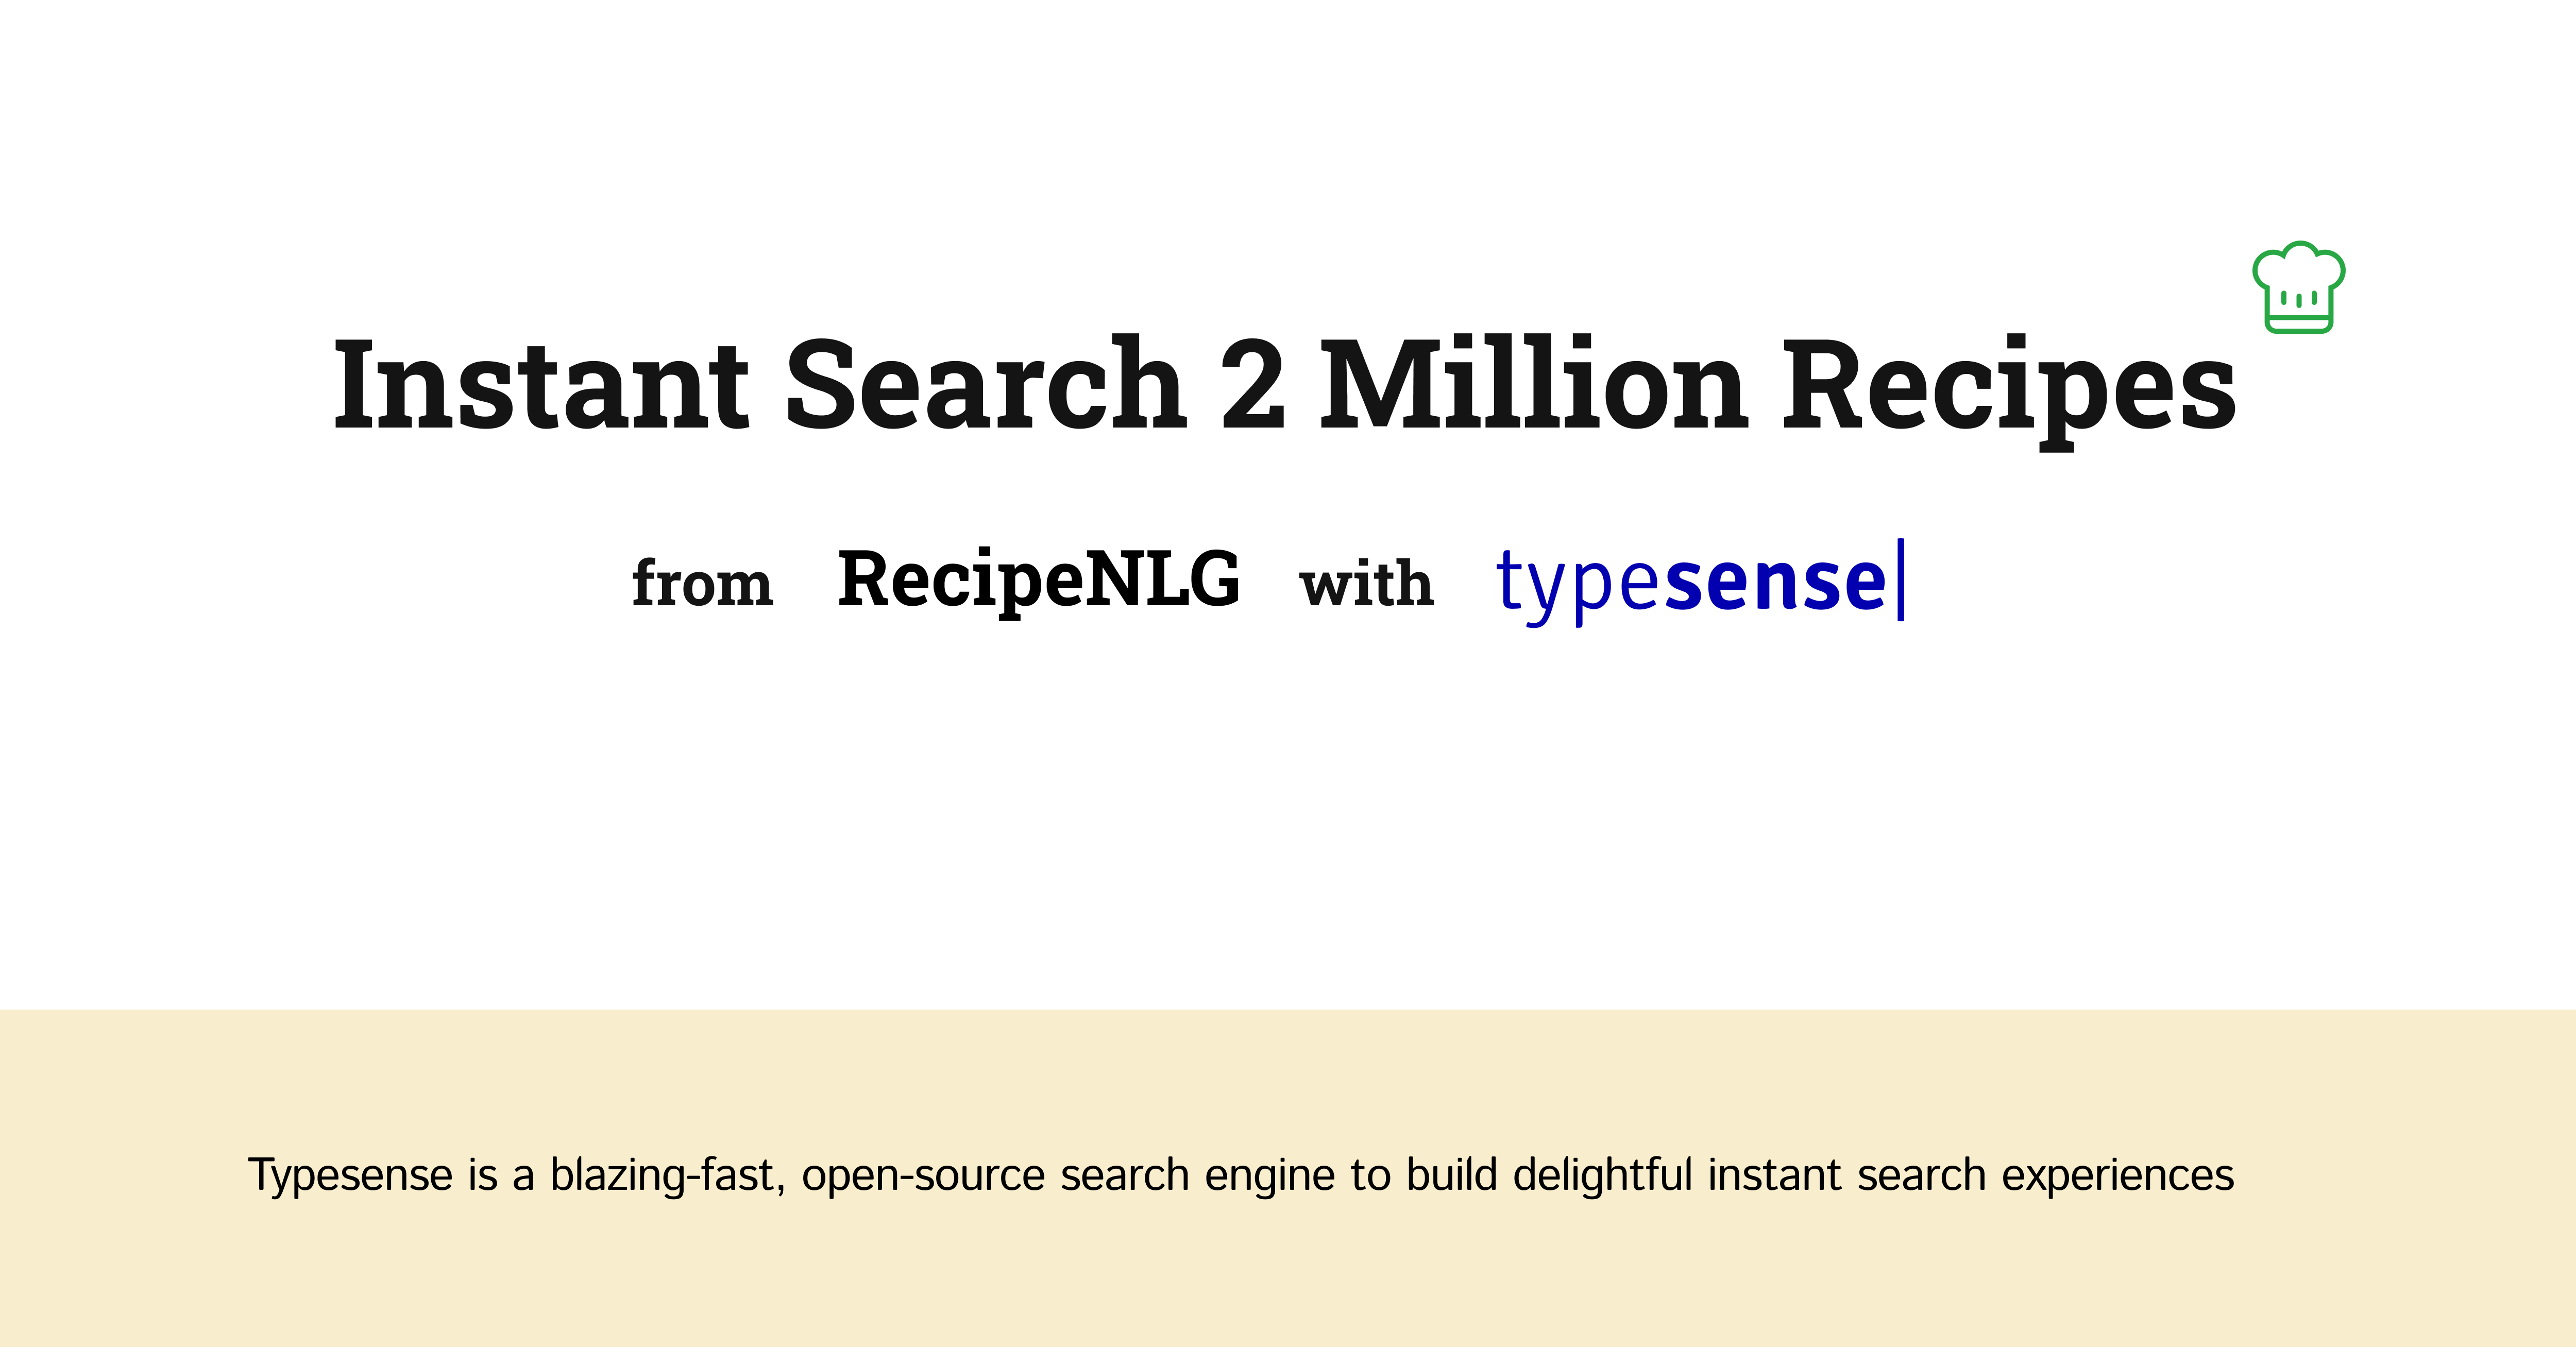 Instant Search 2 Million Recipes
from RecipeNLG with typesense|
Typesense is a blazing-fast, open-source search engine to build delightful instant search experiences